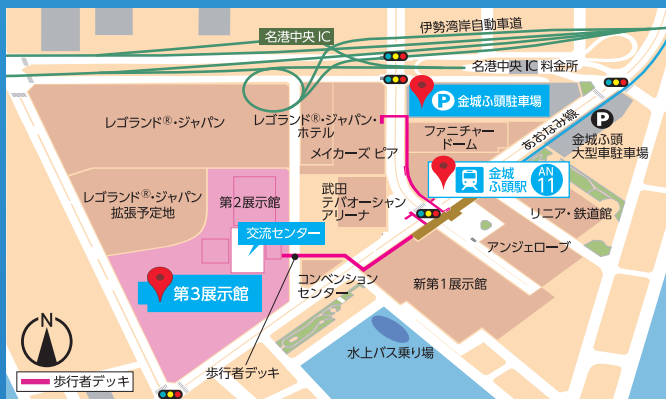 伊勢湾岸自動車道
名港中央 IC
名港中央 IC 料金所
レゴランド®・ジャパン
レゴランド®・ジャパン・
ホテル
メイカーズ ピア
P 金城ふ頭駐車場
ファニチャー
ドーム
あおなみ線
P
金城ふ頭
大型車駐車場
レゴランド®・ジャパン
拡張予定地
第2展示館
武田
テバオーシャン
アリーナ
金城
ふ頭駅
AN
11
リニア・鉄道館
交流センター
アンジェローブ
第3展示館
コンベンション
センター
新第1展示館
水上バス乗り場
歩行者デッキ
N
歩行者デッキ